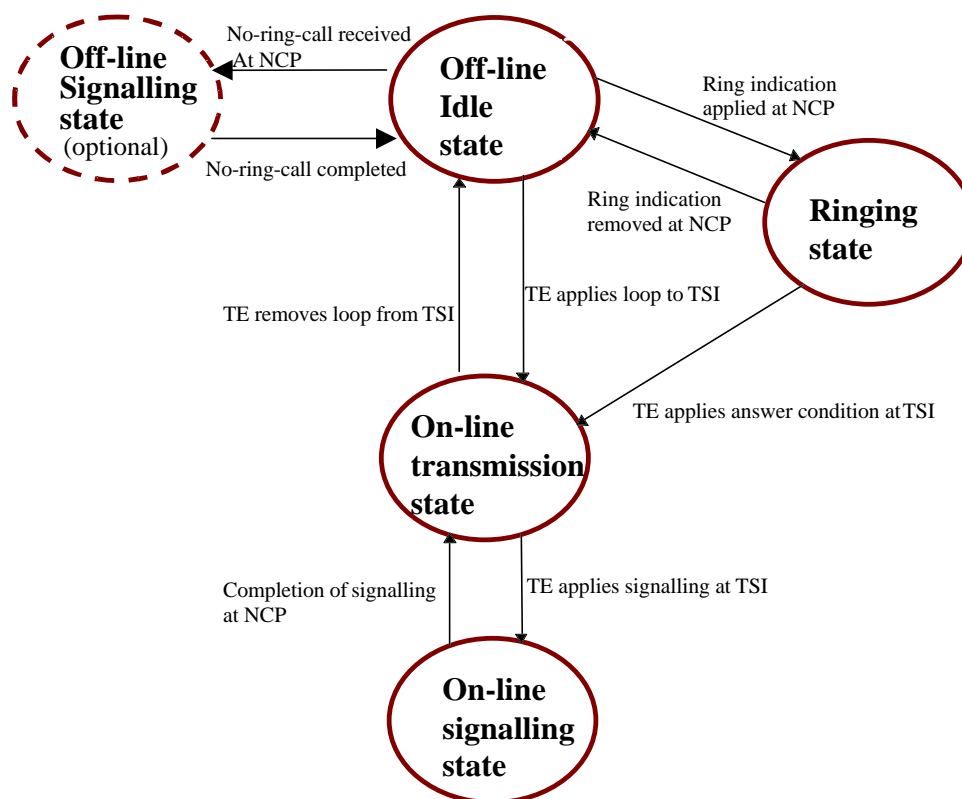 No-ring-call received
At NCP
Off-line
Signalling
state
(optional)
No-ring-call completed
Off-line
Idle
state
Ring indication
applied at NCP
Ring indication
removed at NCP
Ringing
state
TE removes loop from TSI
TE applies loop to TSI
TE applies answer condition at TSI
On-line
transmission
state
Completion of signalling
at NCP
TE applies signalling at TSI
On-line
signalling
state